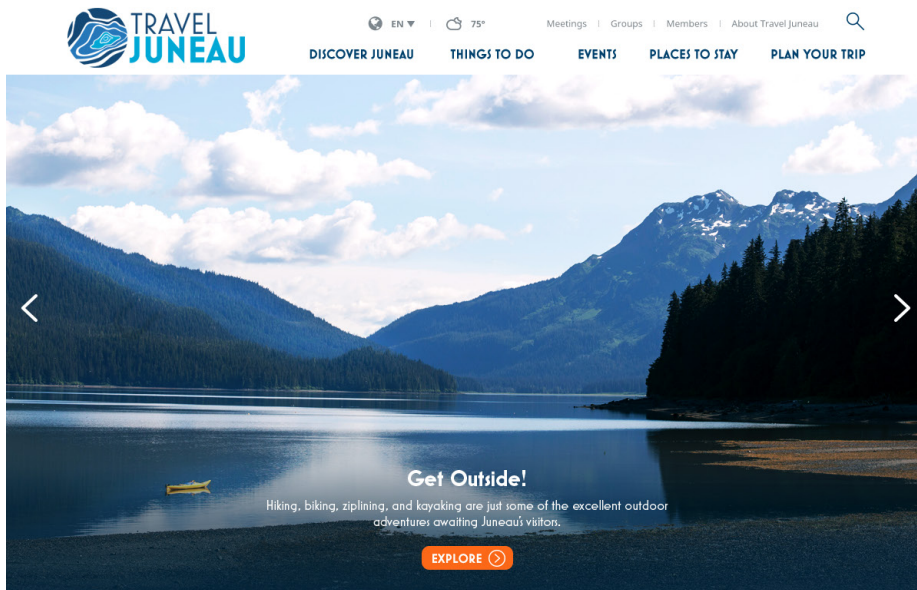 TRAVEL
JUNEAU
EN 75° Meetings Groups Members About Travel Juneau
DISCOVER JUNEAU THINGS TO DO EVENTS PLACES TO STAY PLAN YOUR TRIP
Get Outside!
Hiking, biking, ziplining, and kayaking are just some of the excellent outdoor
adventures awaiting Juneau's visitors.
EXPLORE